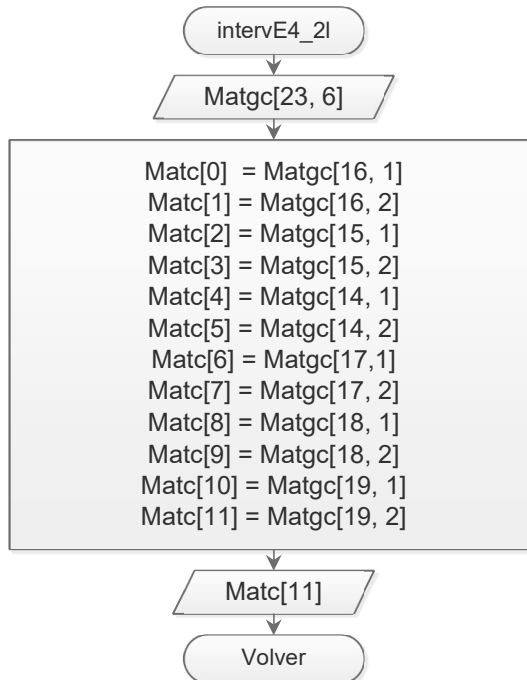 intervE4_2I
Matgc[23, 6]
Matc[0]  = Matgc[16, 1]
Matc[1] = Matgc[16, 2]
Matc[2] = Matgc[15, 1]
Matc[3] = Matgc[15, 2]
Matc[4] = Matgc[14, 1]
Matc[5] = Matgc[14, 2]
Matc[6] = Matgc[17,1]
Matc[7] = Matgc[17, 2]
Matc[8] = Matgc[18, 1]
Matc[9] = Matgc[18, 2]
Matc[10] = Matgc[19, 1]
Matc[11] = Matgc[19, 2]
Matc[11]
Volver